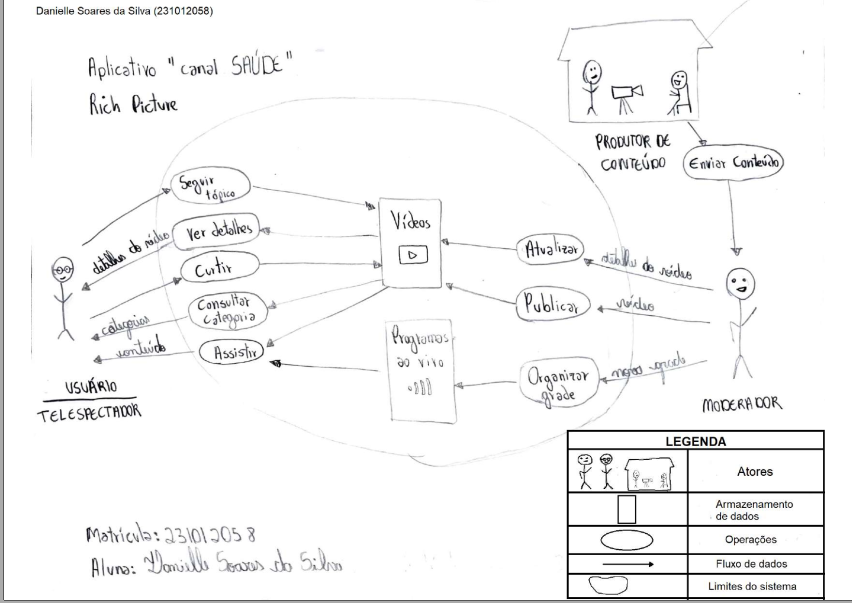 Danielle Soares da Silva (231012058)
Aplicativo "canal SAÚDE"
Rich Picture
PRODUTOR DE
CONTEÚDO
Enviar Conteúdo
Seguir
tópico
Ver detalhes
detalhes do vídeo
Curtir
Consultar
Categoria
categorias
Assistir
conteúdo
USUÁRIO
TELESPECTADOR
Vídeos
Programas
ao vivo
Atualizar
detalhes do vídeo
Publicar
vídeo
Organizar
grade
nova grade
MODERADOR
LEGENDA
Atores
Armazenamento
de dados
Operações
Fluxo de dados
Limites do sistema
Matrícula: 231012058
Aluna: Danielle Soares da Silva